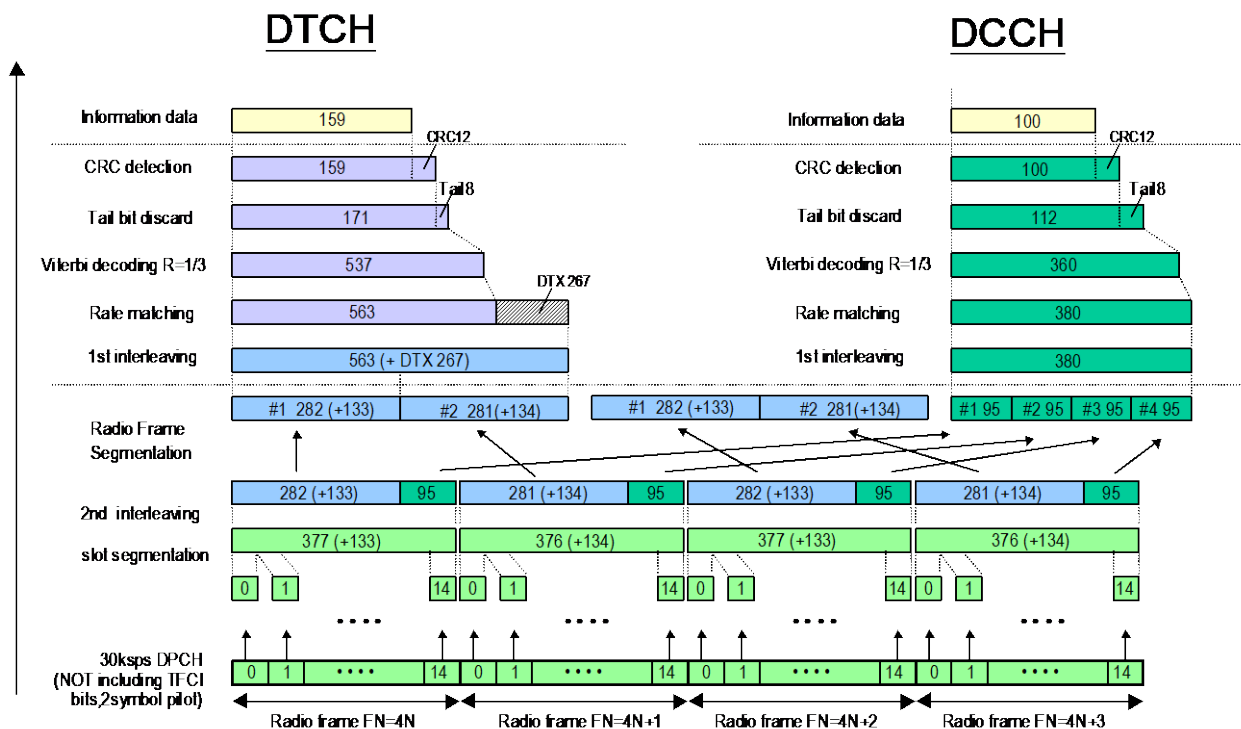 DTCH
DCCH
Information data
159
Information data
100
CRC12
CRC12
CRC detection
159
CRC detection
100
Tail8
Tail8
Tail bit discard
171
Tail bit discard
112
Viterbi decoding R=1/3
537
Viterbi decoding R=1/3
360
DTX 267
Rate matching
563
Rate matching
380
1st interleaving
563 (+ DTX 267)
1st interleaving
380
#1 282 (+133)
#2 281(+134)
#1 282 (+133)
#2 281(+134)
#1 95
#2 95
#3 95
#4 95
Radio Frame
Segmentation
282 (+133)
95
281 (+134)
95
282 (+133)
95
281 (+134)
95
2nd interleaving
377 (+133)
376 (+134)
377 (+133)
376 (+134)
slot segmentation
0
1
14
0
1
14
0
1
14
0
1
14
30ksps DPCH
(NOT including TFCI
bits,2symbol pilot)
0
1
14
0
1
14
0
1
14
0
1
14
Radio frame FN=4N
Radio frame FN=4N+1
Radio frame FN=4N+2
Radio frame FN=4N+3